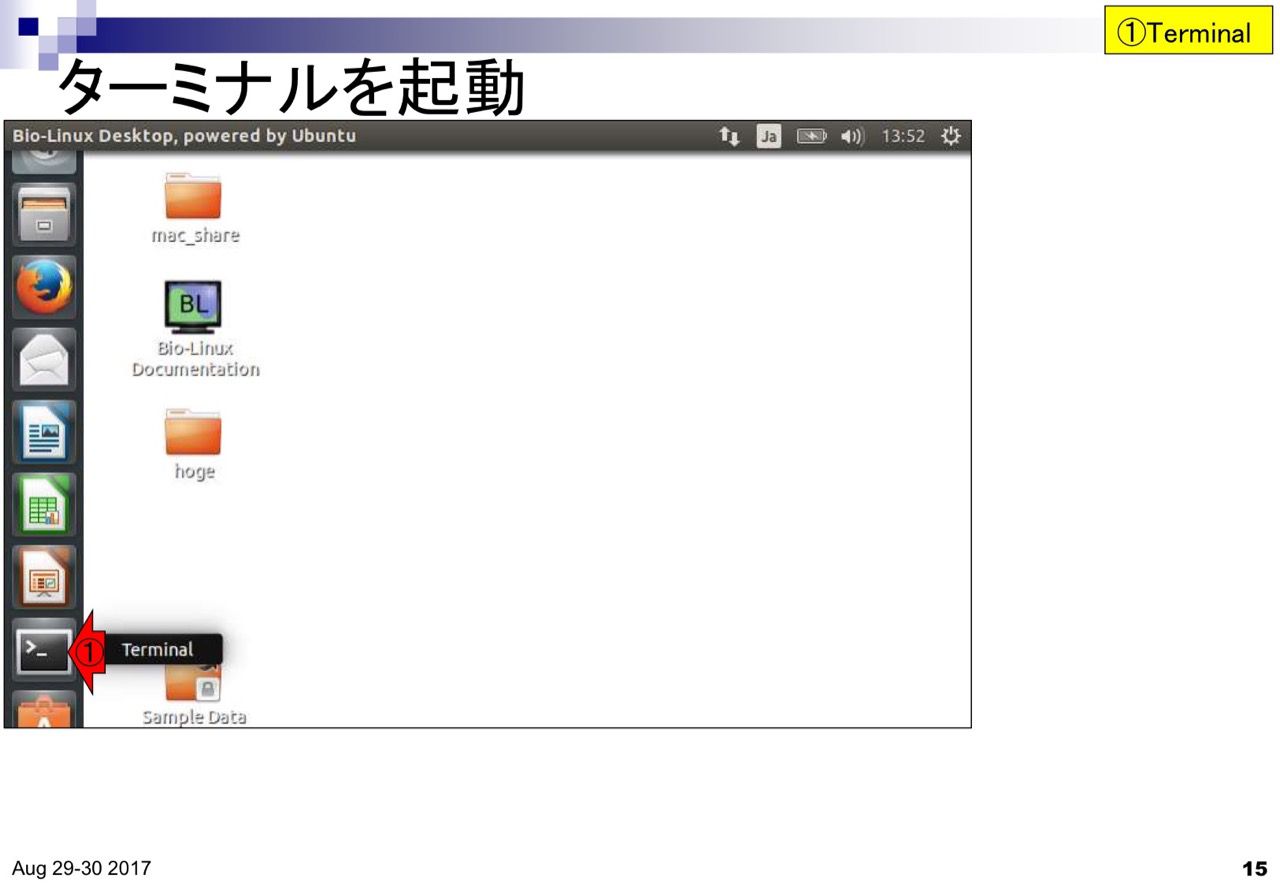 ①Terminal
ターミナルを起動
Bio-Linux Desktop, powered by Ubuntu
Ja
13:52
mac_share
BL
Bio-Linux
Documentation
hoge
>_
① Terminal
Sample Data
Aug 29-30 2017
15